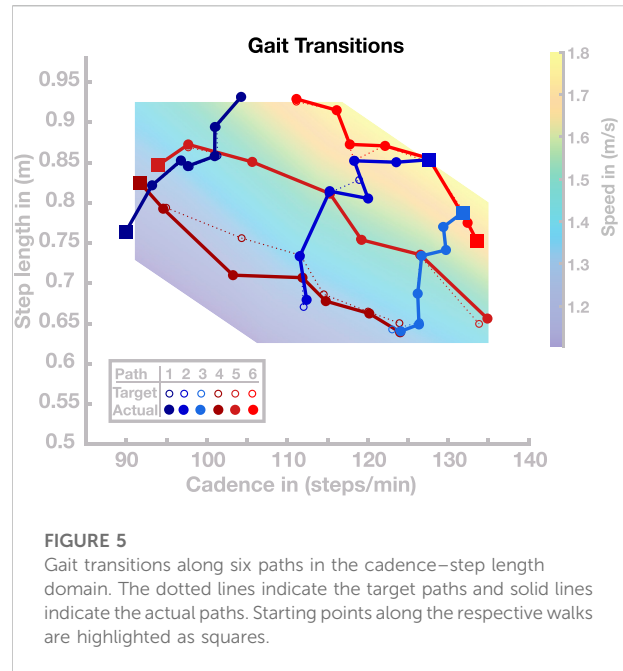 Gait Transitions
0.95
0.9
0.85
0.8
0.75
0.7
0.65
0.6
0.55
0.5
Step length in (m)
90 100 110 120 130 140
Cadence in (steps/min)
1.8
1.7
1.6
1.5
1.4
1.3
1.2
Speed in (m/s)
Path 1 2 3 4 5 6
Target
Actual
FIGURE 5
Gait transitions along six paths in the cadence–step length
domain. The dotted lines indicate the target paths and solid lines
indicate the actual paths. Starting points along the respective walks
are highlighted as squares.